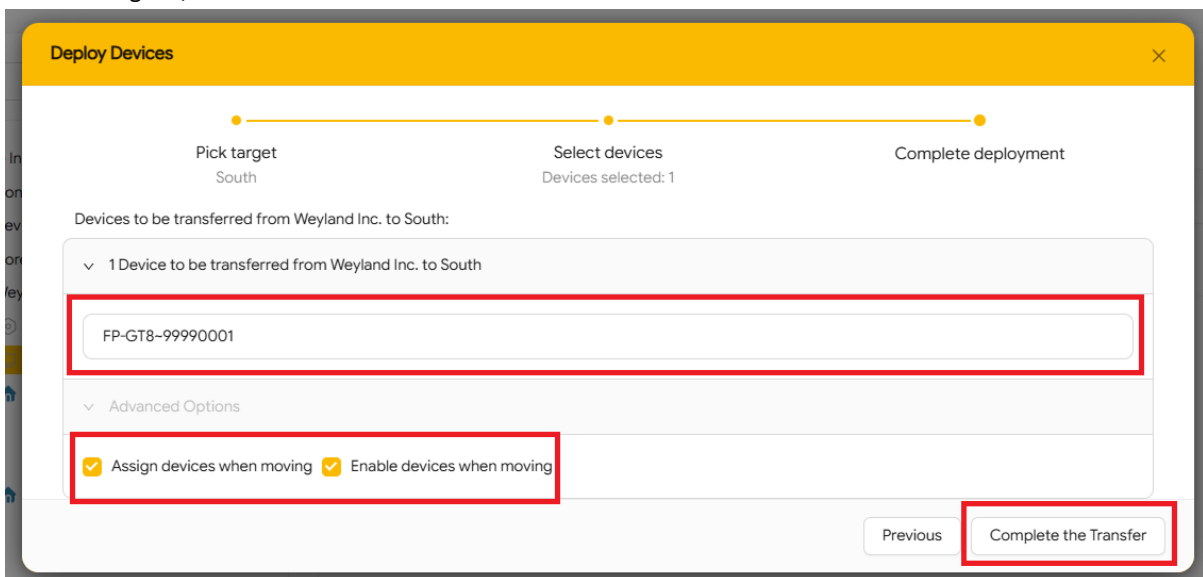 Deploy Devices
Pick target
Select devices
Complete deployment
South
Devices selected: 1
Devices to be transferred from Weyland Inc. to South:
1 Device to be transferred from Weyland Inc. to South
FP-GT8~99990001
Advanced Options
Assign devices when moving Enable devices when moving
Previous Complete the Transfer